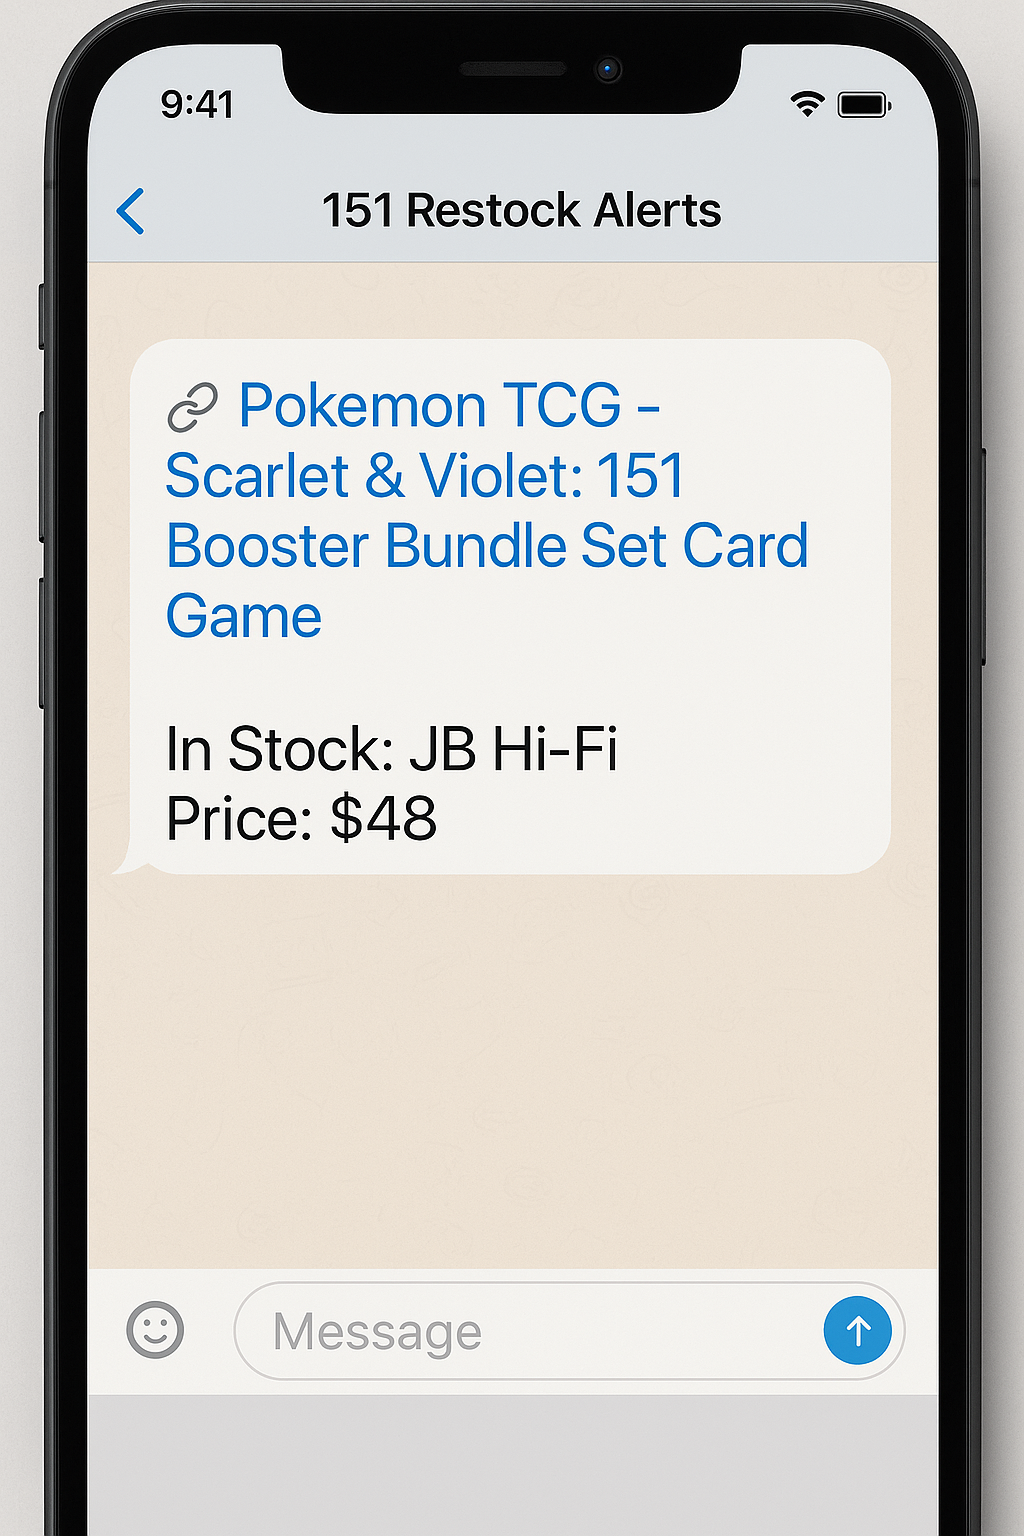 9:41
151 Restock Alerts
Pokemon TCG -
Scarlet & Violet: 151
Booster Bundle Set Card
Game
In Stock: JB Hi-Fi
Price: $48
Message